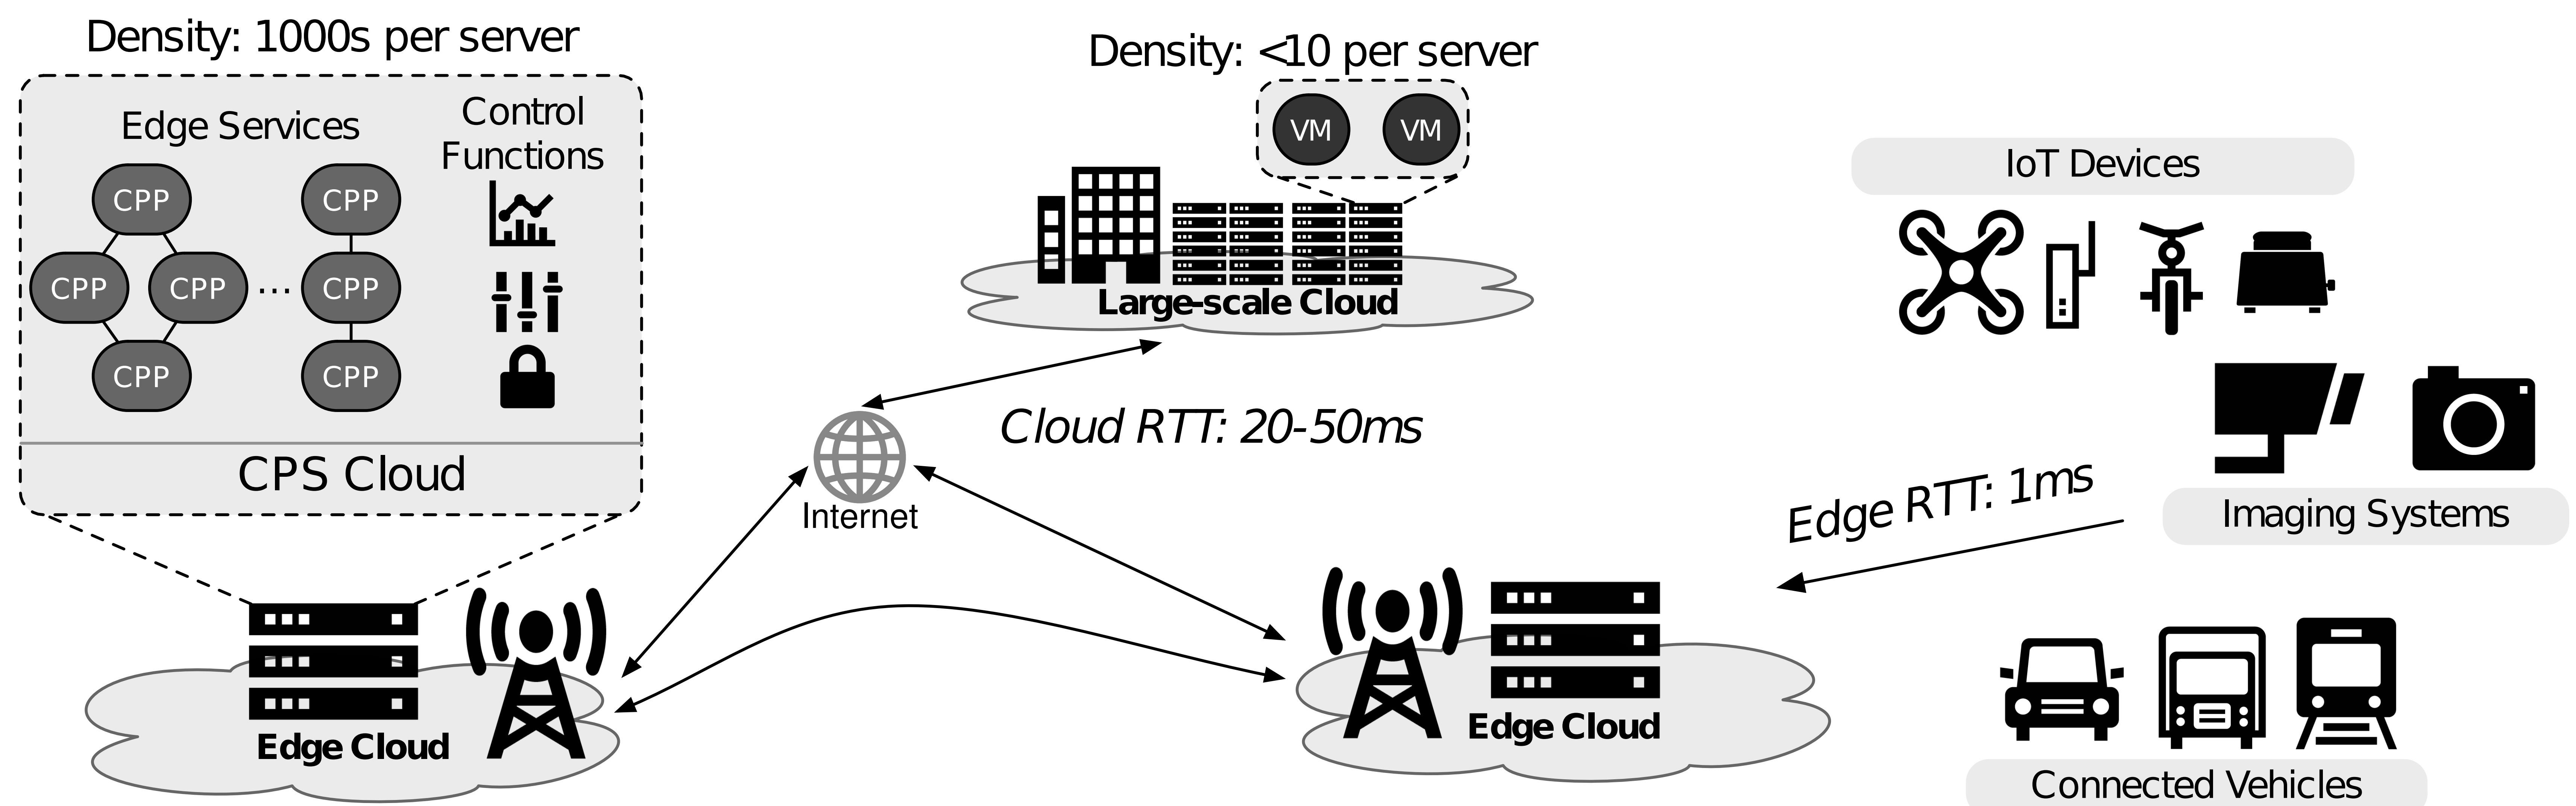 Density: 1000s per server
Edge Services
Control
Functions
CPP
CPP
CPP
CPP
...
CPP
CPP
CPP
CPS Cloud
Edge Cloud
Density: <10 per server
VM
VM
Large-scale Cloud
Cloud RTT: 20-50ms
Internet
Edge Cloud
Edge RTT: 1ms
IoT Devices
Imaging Systems
Connected Vehicles